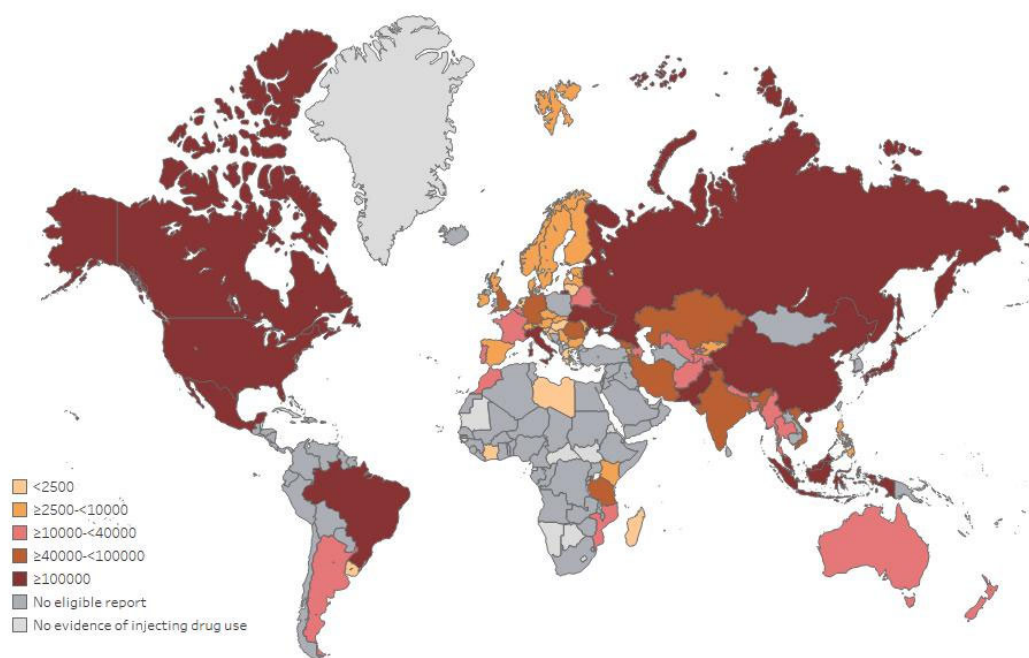 <2500
≥2500-<10000
≥10000-<40000
≥40000-<100000
≥100000
No eligible report
No evidence of injecting drug use